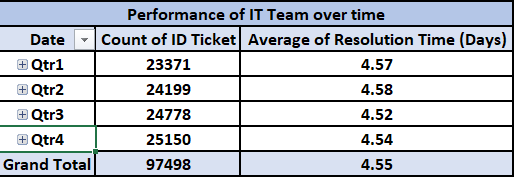 Performance of IT Team over time
Date Count of ID Ticket Average of Resolution Time (Days)
Qtr1 23371 4.57
Qtr2 24199 4.58
Qtr3 24778 4.52
Qtr4 25150 4.54
Grand Total 97498 4.55